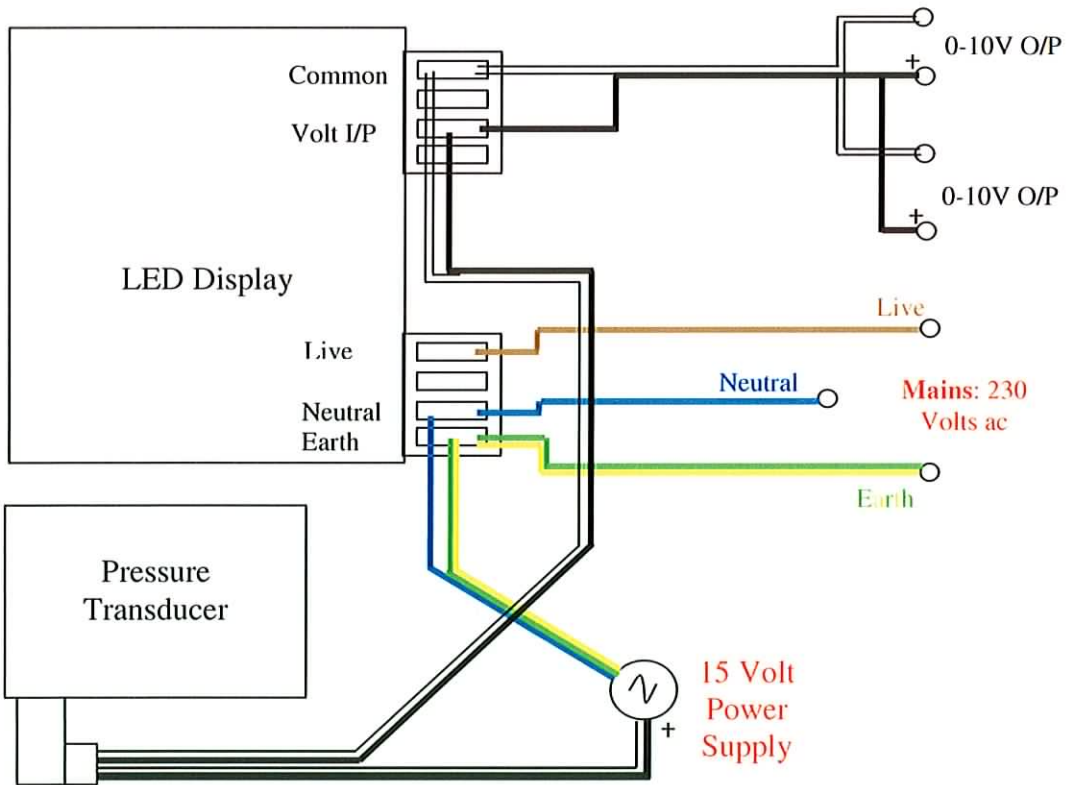 Common
Volt I/P
LED Display
Live
Neutral
Earth
0-10V O/P
+
0-10V O/P
+
Live
Neutral
Mains: 230
Volts ac
Earth
Pressure
Transducer
15 Volt
Power
Supply
+